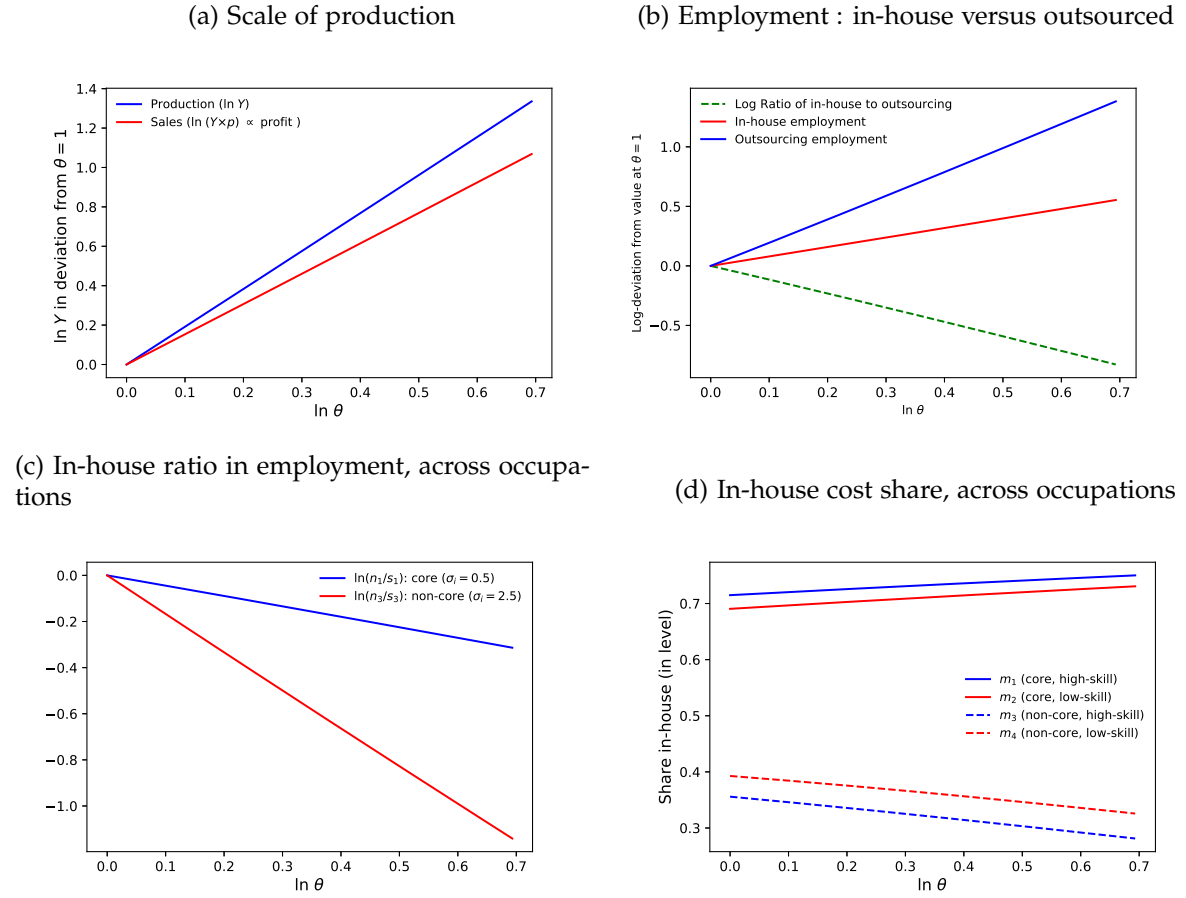 (a) Scale of production
1.4
1.2
1.0
0.8
0.6
0.4
0.2
0.0
ln Y in deviation from θ = 1
Production (ln Y)
Sales (ln (Y×p) ∝ profit )
0.0 0.1 0.2 0.3 0.4 0.5 0.6 0.7
ln θ
(b) Employment : in-house versus outsourced
1.0
0.5
0.0
−0.5
Log-deviation from value at θ = 1
Log Ratio of in-house to outsourcing
In-house employment
Outsourcing employment
0.0 0.1 0.2 0.3 0.4 0.5 0.6 0.7
ln θ
(c) In-house ratio in employment, across occupa-
tions
0.0
−0.2
−0.4
−0.6
−0.8
−1.0
ln(n₁/s₁): core (σᵢ = 0.5)
ln(n₃/s₃): non-core (σᵢ = 2.5)
0.0 0.1 0.2 0.3 0.4 0.5 0.6 0.7
ln θ
(d) In-house cost share, across occupations
0.7
0.6
0.5
0.4
0.3
Share in-house (in level)
m₁ (core, high-skill)
m₂ (core, low-skill)
m₃ (non-core, high-skill)
m₄ (non-core, low-skill)
0.0 0.1 0.2 0.3 0.4 0.5 0.6 0.7
ln θ